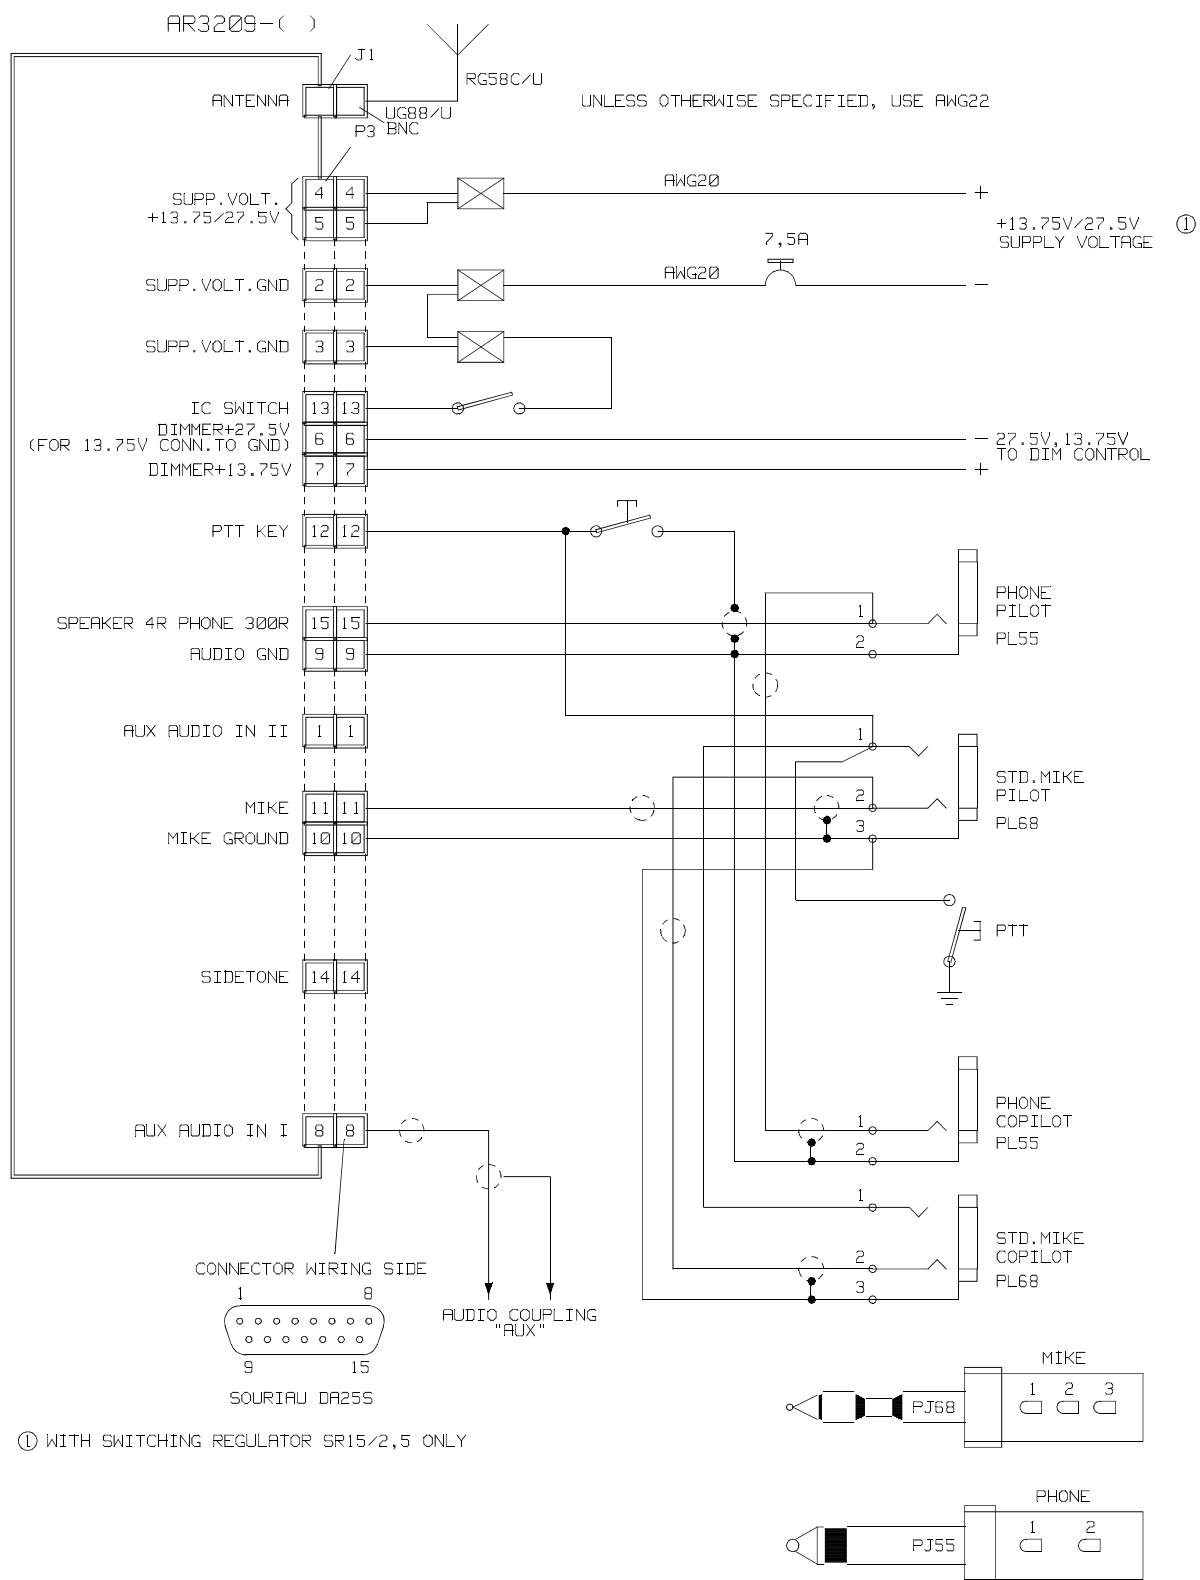 AR3209-( )
J1
RG58C/U
ANTENNA
UG88/U
BNC
P3
UNLESS OTHERWISE SPECIFIED, USE AWG22
SUPP.VOLT.
+13.75/27.5V
4 4
5 5
AWG20
+
+13.75V/27.5V
SUPPLY VOLTAGE
①
7,5A
SUPP.VOLT.GND
2 2
AWG20
-
SUPP.VOLT.GND
3 3
IC SWITCH
13 13
DIMMER+27.5V
(FOR 13.75V CONN.TO GND)
6 6
- 27.5V,13.75V
TO DIM CONTROL
DIMMER+13.75V
7 7
+
PTT KEY
12 12
PHONE
PILOT
PL55
1
2
SPEAKER 4R PHONE 300R
15 15
AUDIO GND
9 9
AUX AUDIO IN II
1 1
1
STD.MIKE
PILOT
PL68
2
3
MIKE
11 11
MIKE GROUND
10 10
PTT
SIDETONE
14 14
AUX AUDIO IN I
8 8
PHONE
COPILOT
PL55
1
2
1
STD.MIKE
COPILOT
PL68
2
3
CONNECTOR WIRING SIDE
1 8
9 15
SOURIAU DA25S
AUDIO COUPLING
"AUX"
① WITH SWITCHING REGULATOR SR15/2,5 ONLY
MIKE
PJ68
1 2 3
PHONE
PJ55
1 2